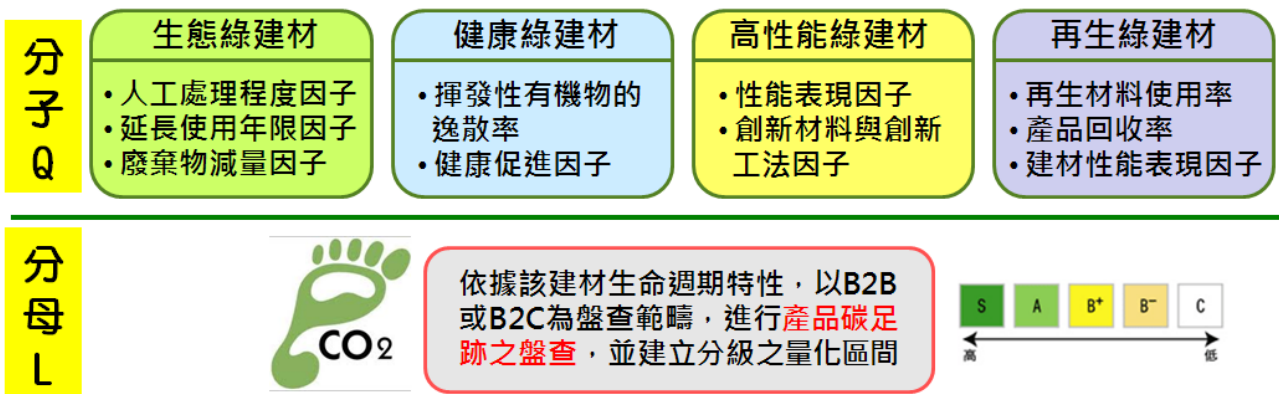 分子Q
生態綠建材
• 人工處理程度因子
• 延長使用年限因子
• 廢棄物減量因子
健康綠建材
• 揮發性有機物的
逸散率
• 健康促進因子
高性能綠建材
• 性能表現因子
• 創新材料與創新
工法因子
再生綠建材
• 再生材料使用率
• 產品回收率
• 建材性能表現因子
分母L
CO2
依據該建材生命週期特性，以B2B
或B2C為盤查範疇，進行產品碳足
跡之盤查，並建立分級之量化區間
S A B+ B− C
高 低